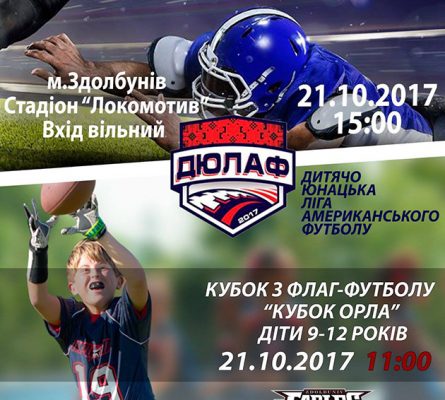 м.Здолбунів
Стадіон "Локомотив"
Вхід вільний
21.10.2017
15:00
ДЮЛАФ
2017
ДИТЯЧО
ЮНАЦЬКА
ЛІГА
АМЕРИКАНСЬКОГО
ФУТБОЛУ
19
КУБОК З ФЛАГ-ФУТБОЛУ
"КУБОК ОРЛА"
ДІТИ 9-12 РОКІВ
21.10.2017 11:00
ZDOLBUNIV